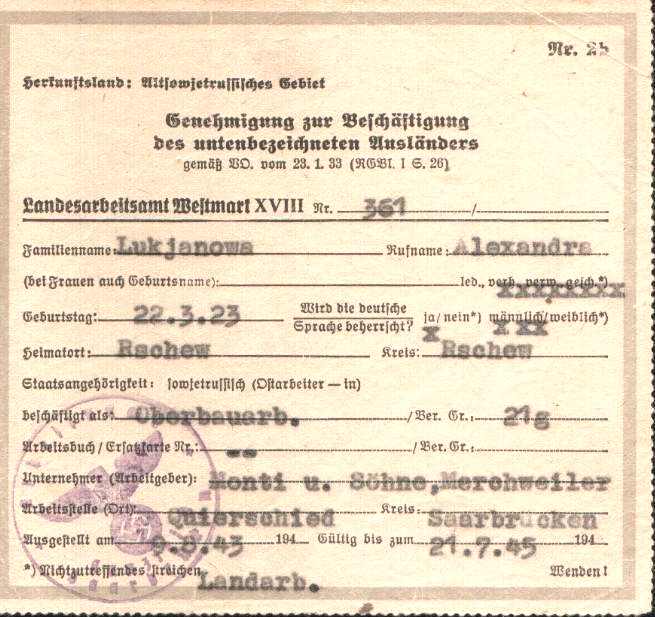 Nr. 2b
Herkunftsland: Altsowjetrussisches Gebiet
Genehmigung zur Beschäftigung
des untenbezeichneten Ausländers
gemäß VO. vom 23. 1. 33 (RGBl. I S. 26)
Landesarbeitsamt Westmark XVIII Nr. 361 /
Familienname: Lukjanowa Rufname: Alexandra
(bei Frauen auch Geburtsname): led., verh. verw. gesch.*) xxxxxxxx
Geburtstag: 22.3.23 Wird die deutsche Sprache beherrscht? ja/nein*) x männlich/weiblich*) x xx
Heimatort: Rschew Kreis: Rschew
Staatsangehörigkeit: sowjetrussisch (Ostarbeiter — in)
beschäftigt als: Oberbauarb. / Ber. Gr.: 21g
Arbeitsbuch / Ersatzkarte Nr.: -- / Ber. Gr.:
Unternehmer (Arbeitgeber): Monti u. Söhne, Merchweiler
Arbeitsstelle (Ort): Quierschied Kreis: Saarbrücken
Ausgestellt am 9.8.43 194 Gültig bis zum 21.7.45 194
*) Nichtzutreffendes streichen Wenden!
Landarb.